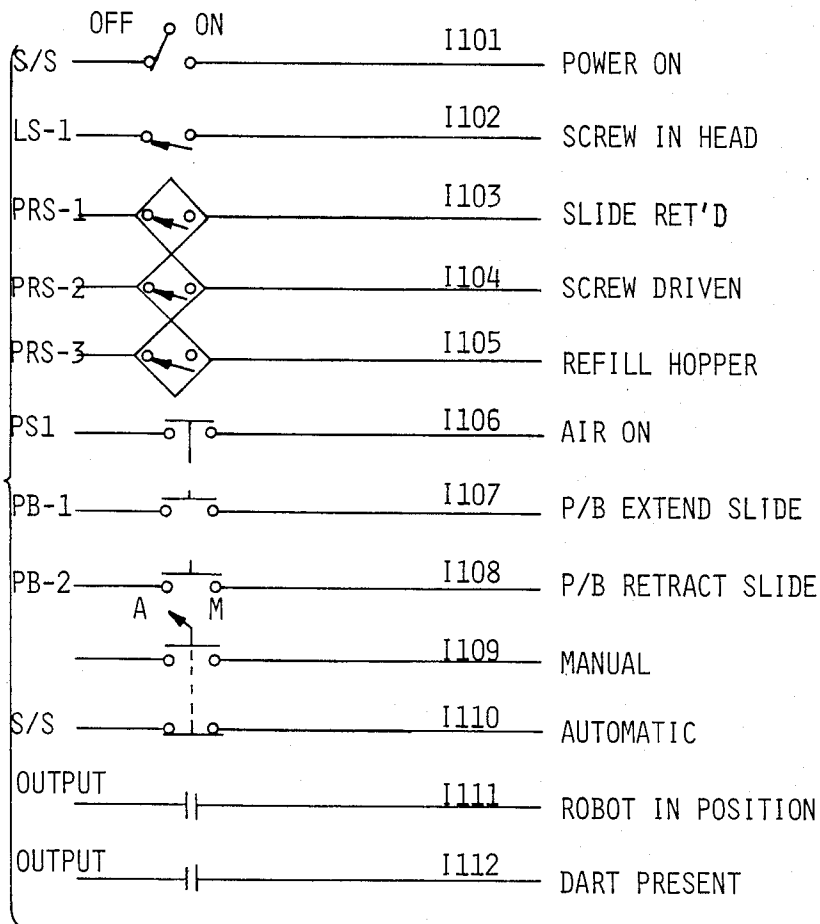 OFF ON
S/S I101 POWER ON
LS-1 I102 SCREW IN HEAD
PRS-1 I103 SLIDE RET'D
PRS-2 I104 SCREW DRIVEN
PRS-3 I105 REFILL HOPPER
PS1 I106 AIR ON
PB-1 I107 P/B EXTEND SLIDE
PB-2 I108 P/B RETRACT SLIDE
A M
I109 MANUAL
S/S I110 AUTOMATIC
OUTPUT I111 ROBOT IN POSITION
OUTPUT I112 DART PRESENT